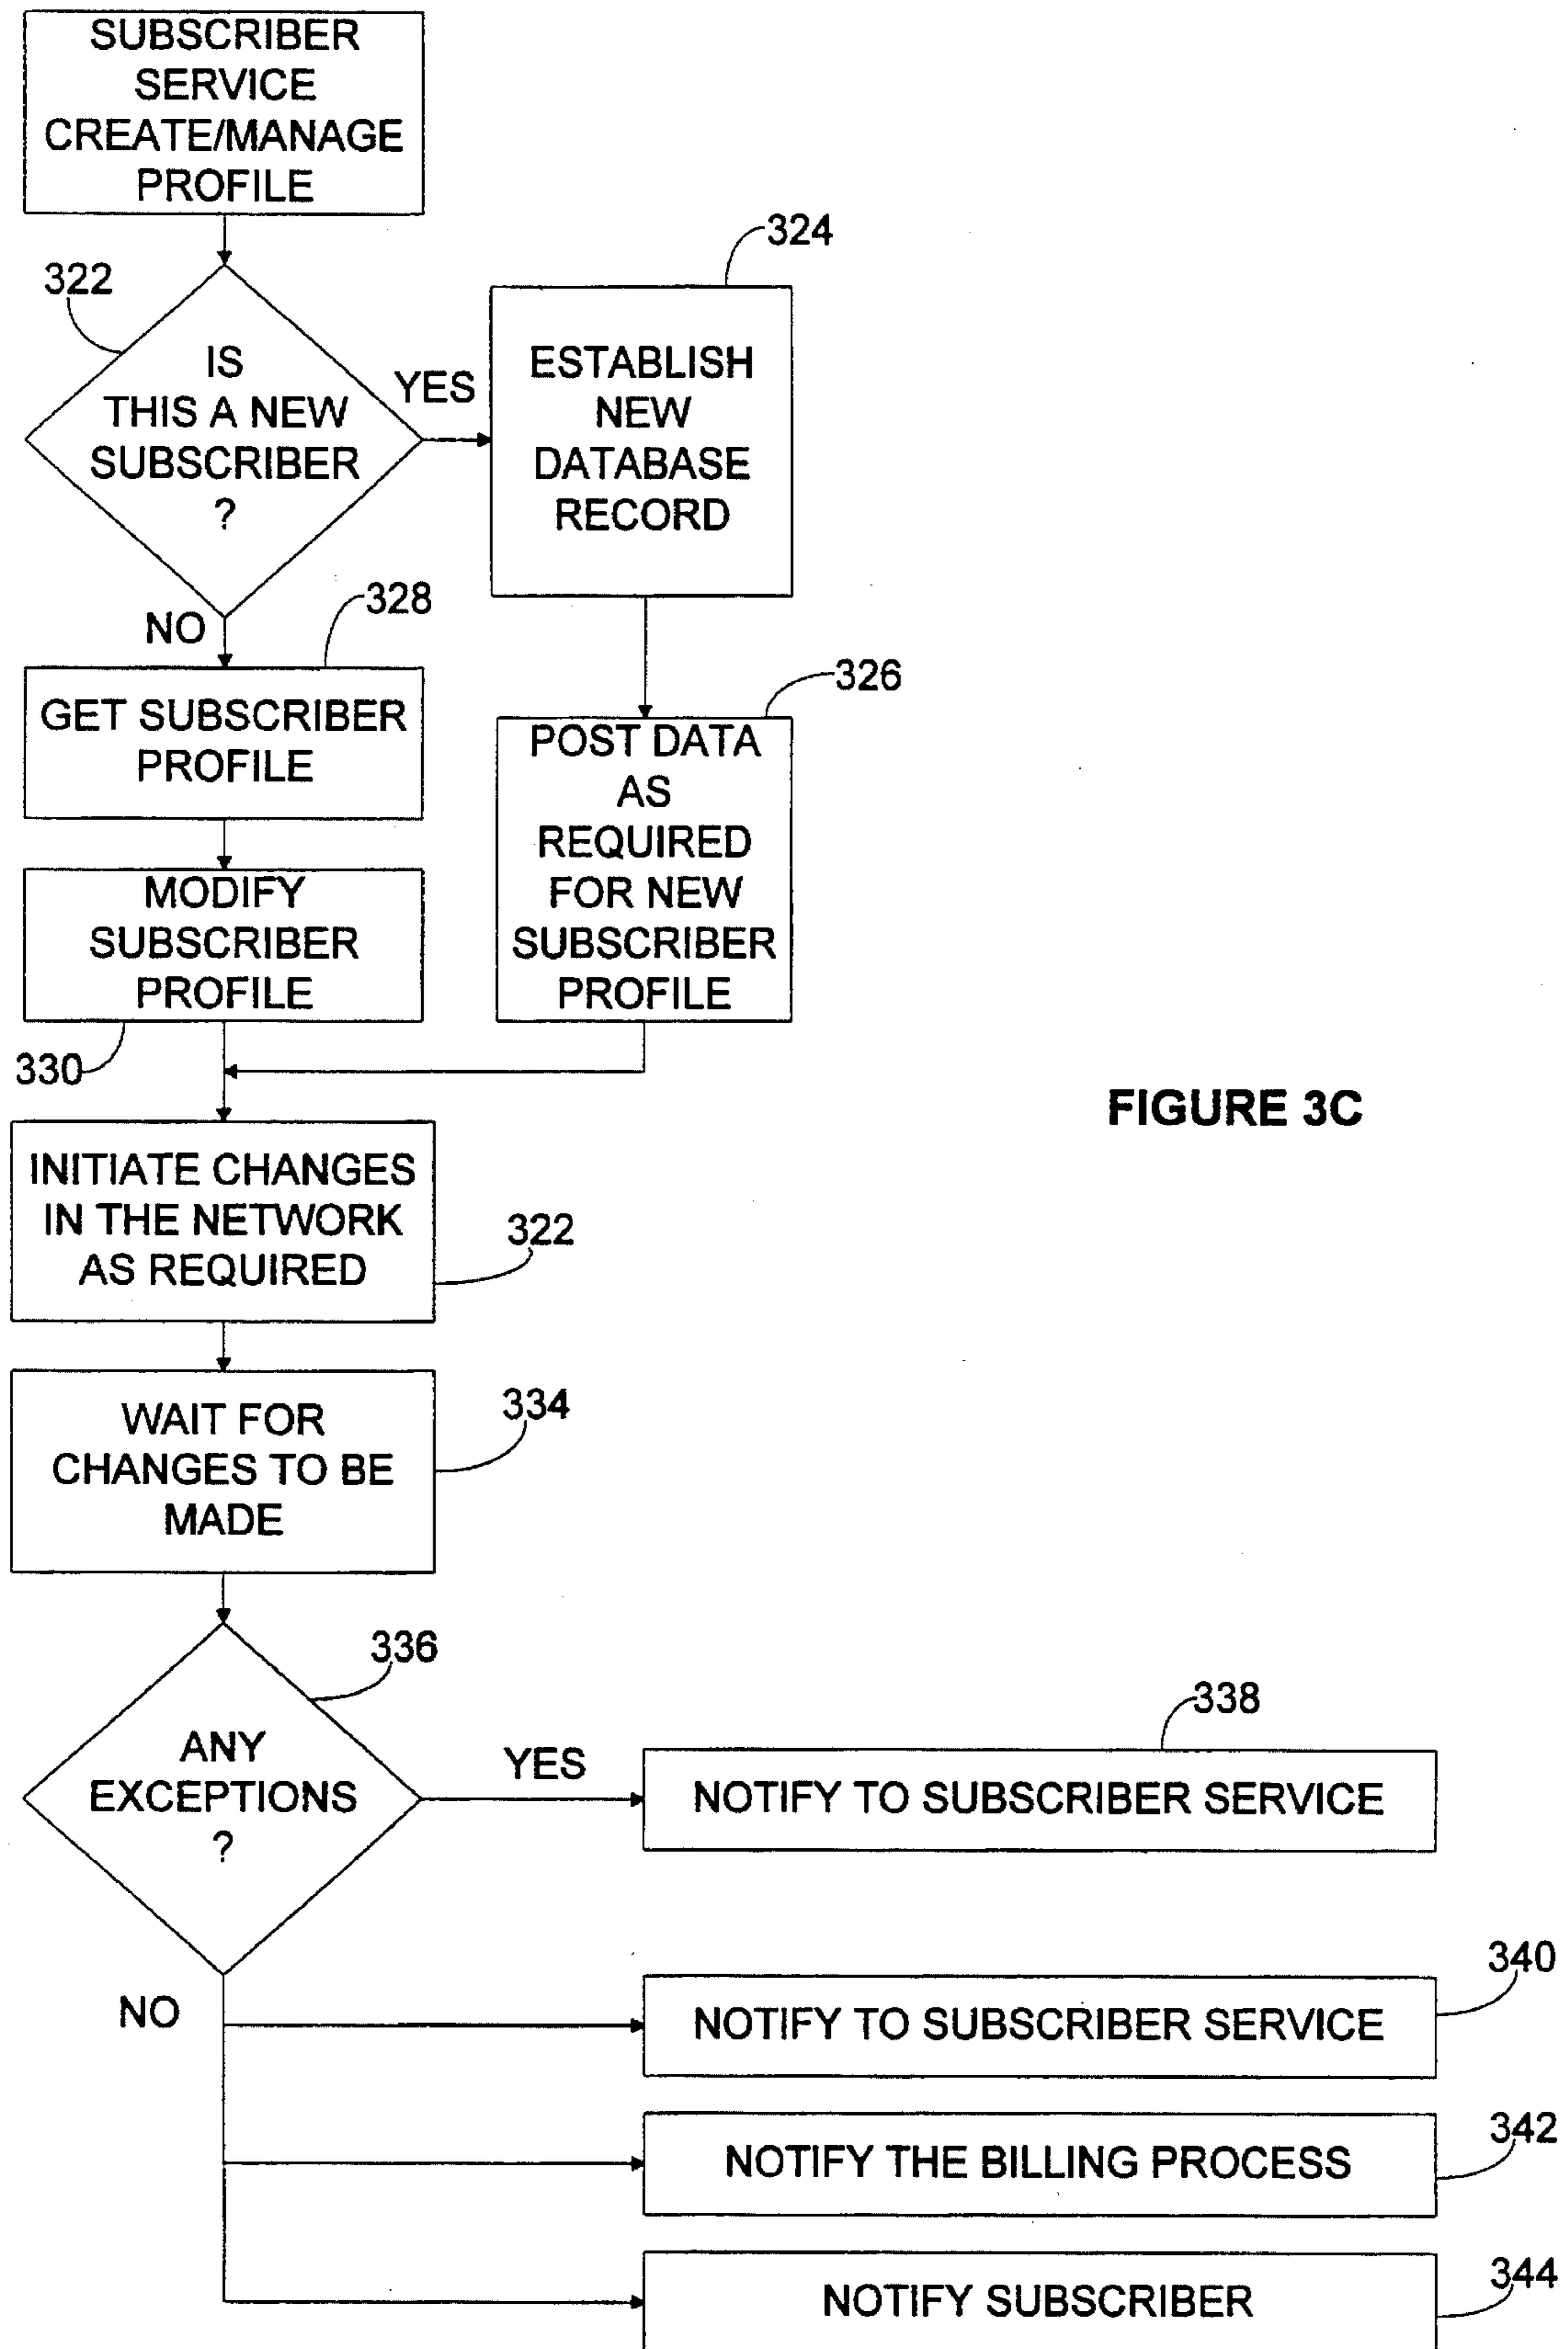 SUBSCRIBER
SERVICE
CREATE/MANAGE
PROFILE
324
322
IS
THIS A NEW
SUBSCRIBER
?
YES
ESTABLISH
NEW
DATABASE
RECORD
NO
328
GET SUBSCRIBER
PROFILE
326
POST DATA
AS
REQUIRED
FOR NEW
SUBSCRIBER
PROFILE
MODIFY
SUBSCRIBER
PROFILE
330
FIGURE 3C
INITIATE CHANGES
IN THE NETWORK
AS REQUIRED
322
WAIT FOR
CHANGES TO BE
MADE
334
336
ANY
EXCEPTIONS
?
YES
338
NOTIFY TO SUBSCRIBER SERVICE
NO
340
NOTIFY TO SUBSCRIBER SERVICE
342
NOTIFY THE BILLING PROCESS
344
NOTIFY SUBSCRIBER